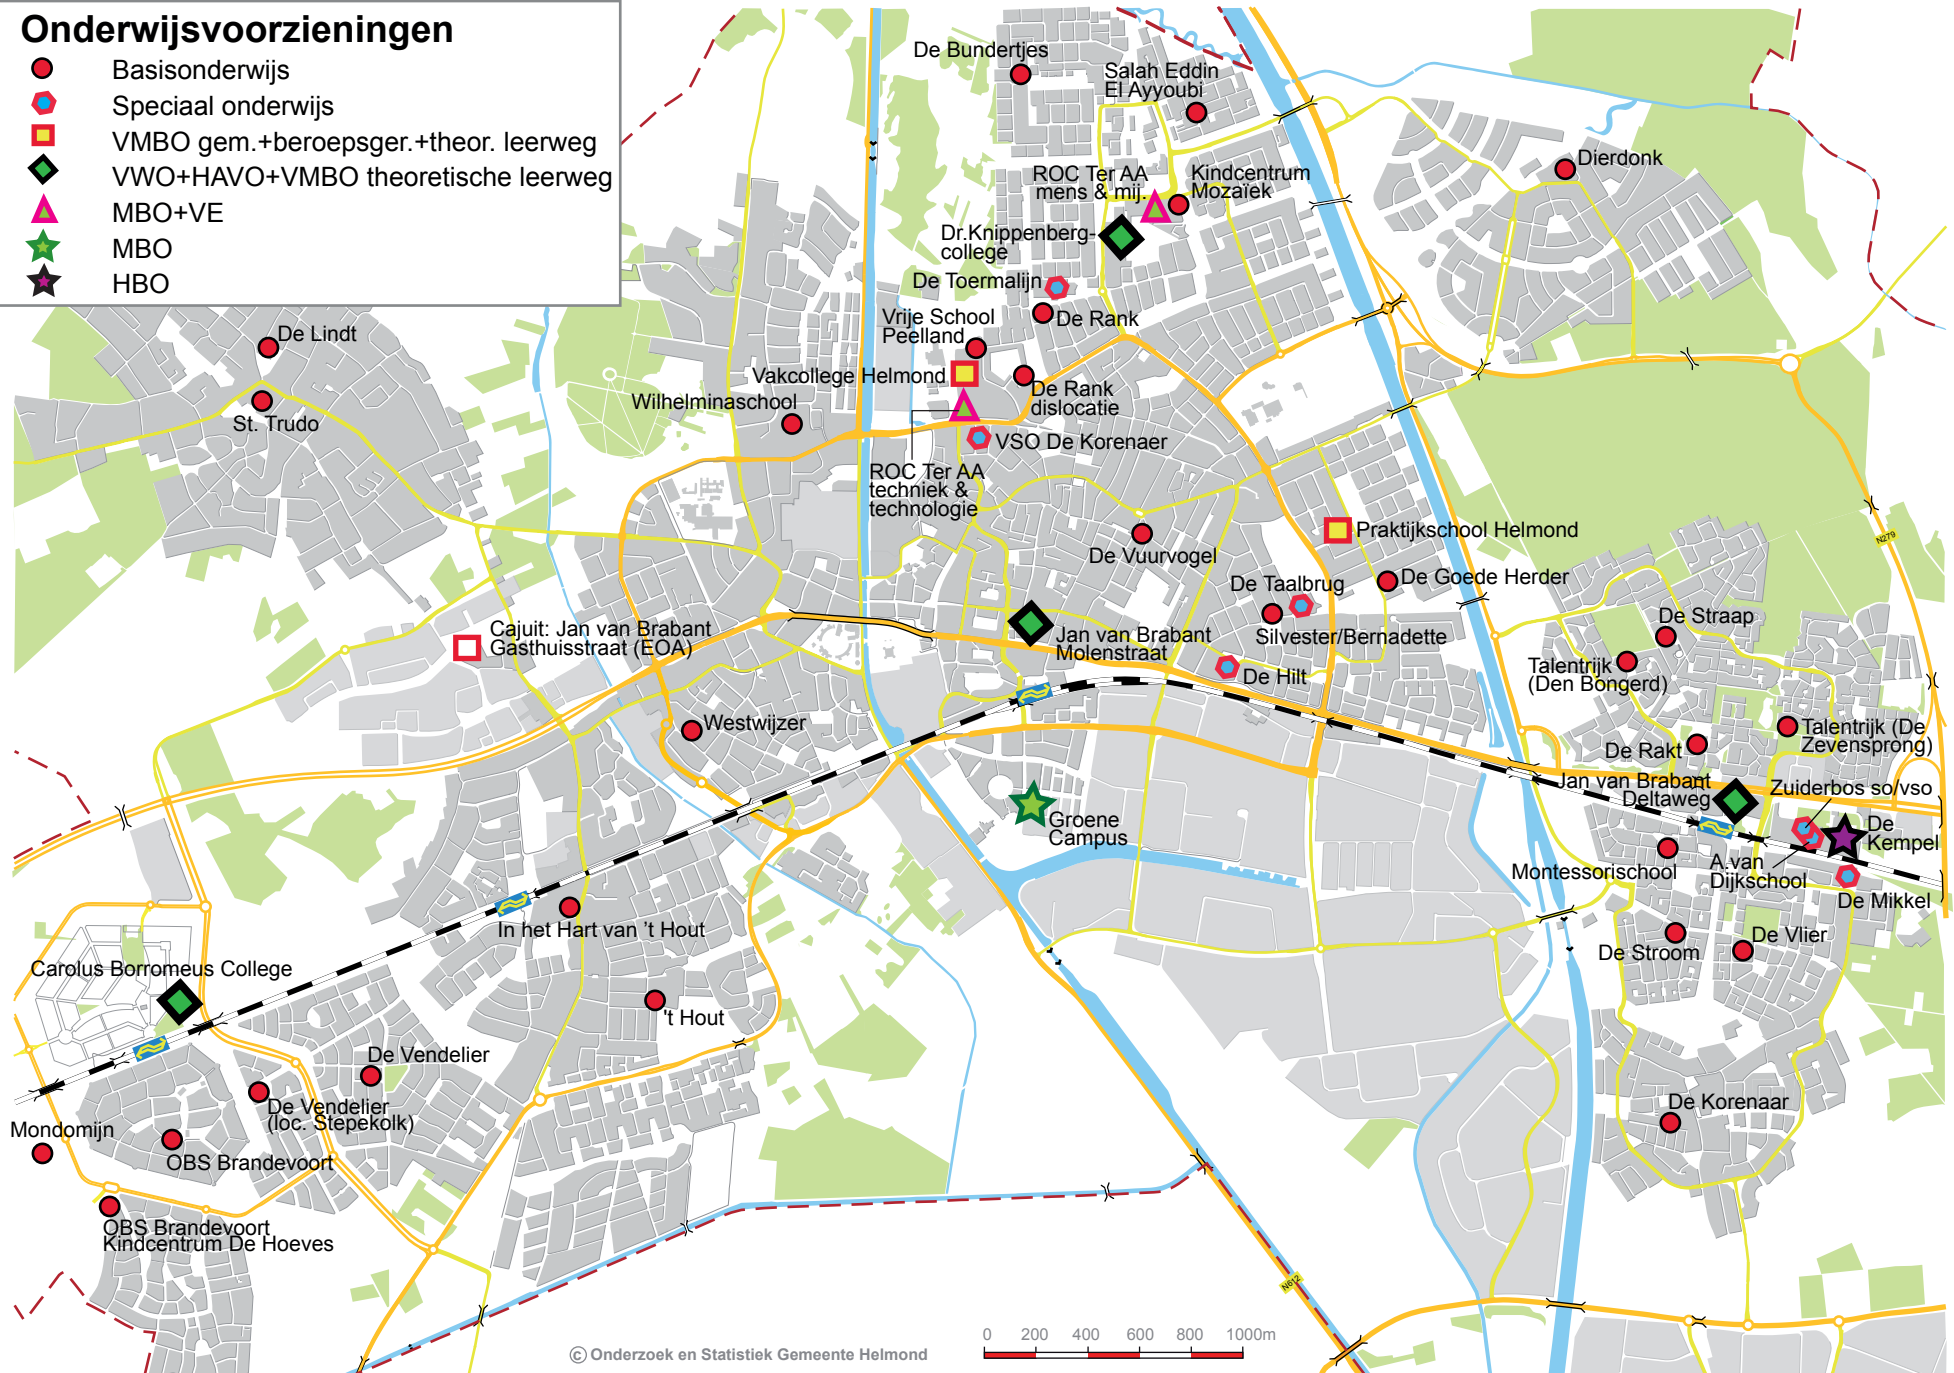 Onderwijsvoorzieningen
Basisonderwijs
Speciaal onderwijs
VMBO gem.+beroepsger.+theor. leerweg
VWO+HAVO+VMBO theoretische leerweg
MBO+VE
MBO
HBO
De Bundertjes
Salah Eddin
El Ayyoubi
Dierdonk
ROC Ter AA
mens & mij.
Kindcentrum
Mozaïek
Dr.Knippenberg-
college
De Toermalijn
De Rank
Vrije School
Peelland
De Lindt
Vakcollege Helmond
De Rank
dislocatie
Wilhelminaschool
St. Trudo
VSO De Korenaer
ROC Ter AA
techniek &
technologie
Praktijkschool Helmond
N279
De Vuurvogel
De Taalbrug
De Goede Herder
De Straap
Cajuit: Jan van Brabant
Gasthuisstraat (EOA)
Jan van Brabant
Molenstraat
Silvester/Bernadette
Talentrijk
(Den Bongerd)
De Hilt
Westwijzer
Talentrijk (De
Zevensprong)
De Rakt
Jan van Brabant
Deltaweg
Zuiderbos so/vso
Groene
Campus
De
Kempel
Montessorischool
A.van
Dijkschool
De Mikkel
In het Hart van 't Hout
De Vlier
De Stroom
Carolus Borromeus College
't Hout
De Vendelier
De Vendelier
(loc. Stepekolk)
De Korenaar
Mondomijn
OBS Brandevoort
OBS Brandevoort
Kindcentrum De Hoeves
N612
0 200 400 600 800 1000m
© Onderzoek en Statistiek Gemeente Helmond